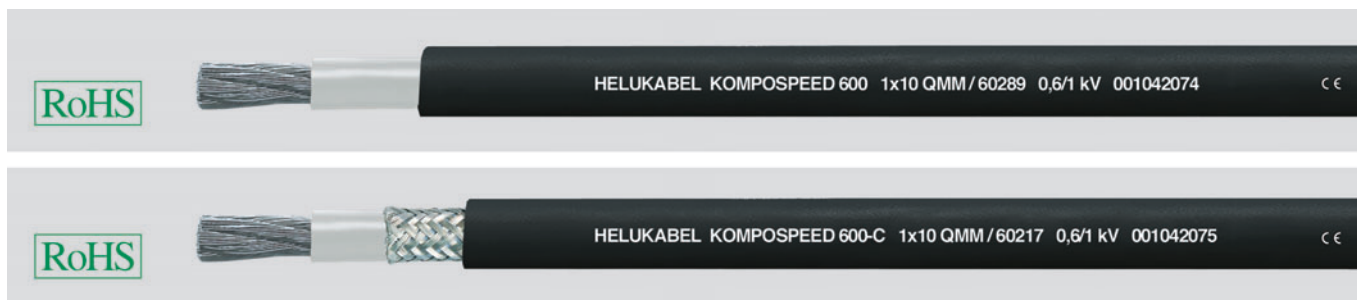 RoHS
HELUKABEL KOMPOSPEED 600 1x10 QMM / 60289 0,6/1 kV 001042074 CE
RoHS
HELUKABEL KOMPOSPEED 600-C 1x10 QMM / 60217 0,6/1 kV 001042075 CE